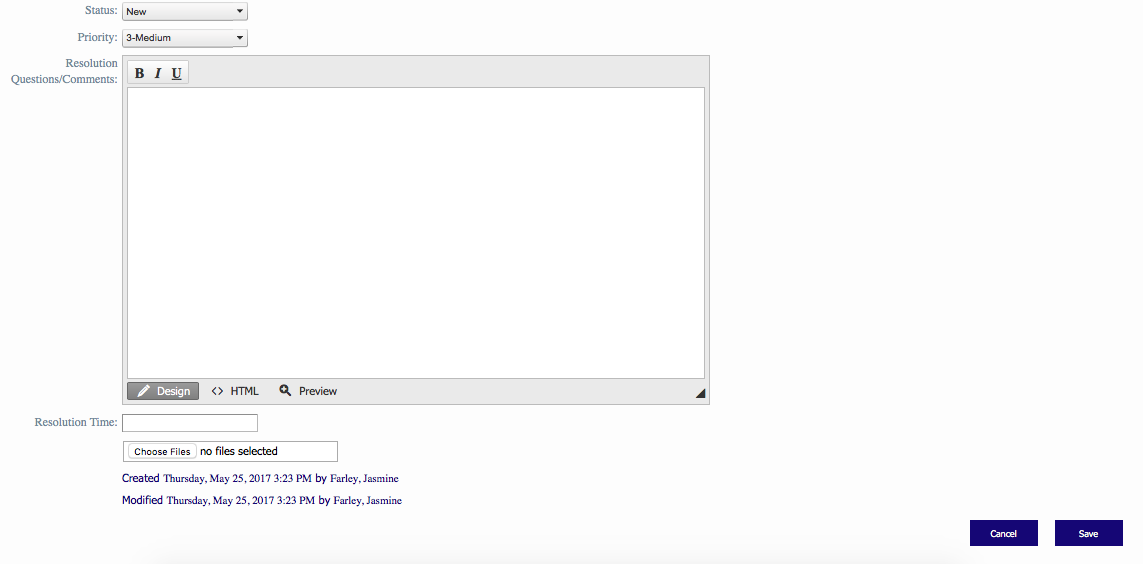 Status: New
Priority: 3-Medium
Resolution
Questions/Comments:
B I U
Design <> HTML Preview
Resolution Time:
Choose Files no files selected
Created Thursday, May 25, 2017 3:23 PM by Farley, Jasmine
Modified Thursday, May 25, 2017 3:23 PM by Farley, Jasmine
Cancel Save